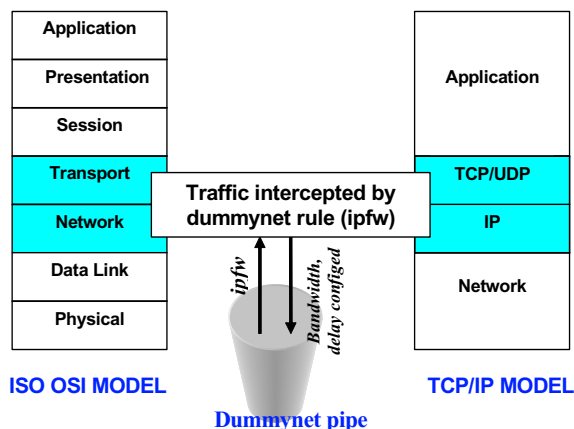 Application
Presentation
Session
Transport
Network
Data Link
Physical
ISO OSI MODEL
Traffic intercepted by
dummynet rule (ipfw)
ipfw
Bandwidth,
delay configed
Dummynet pipe
Application
TCP/UDP
IP
Network
TCP/IP MODEL